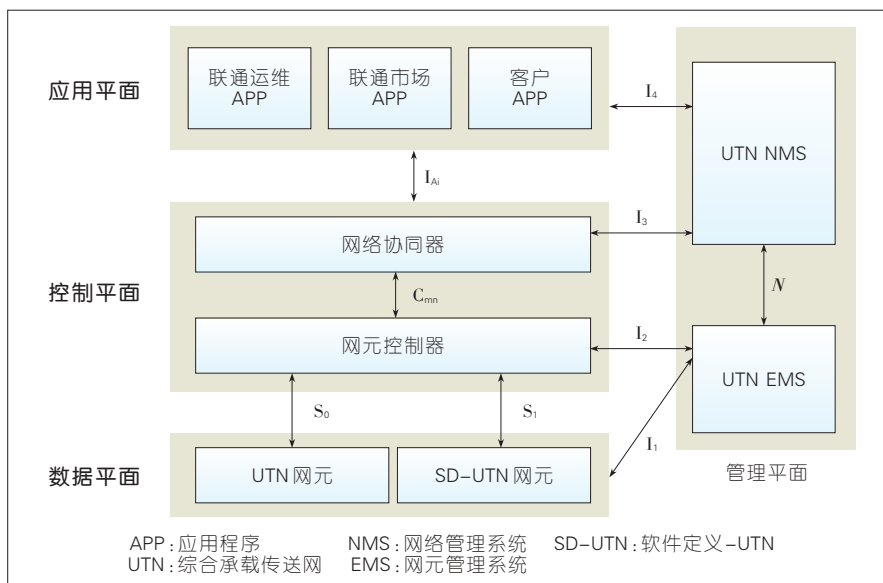 应用平面
联通运维
APP
联通市场
APP
客户
APP
I₄
UTN NMS
I_Ai
控制平面
网络协同器
I₃
C_mn
N
网元控制器
I₂
UTN EMS
S₀
S₁
I₁
数据平面
UTN 网元
SD-UTN 网元
管理平面
APP：应用程序 NMS：网络管理系统 SD-UTN：软件定义-UTN
UTN：综合承载传送网 EMS：网元管理系统